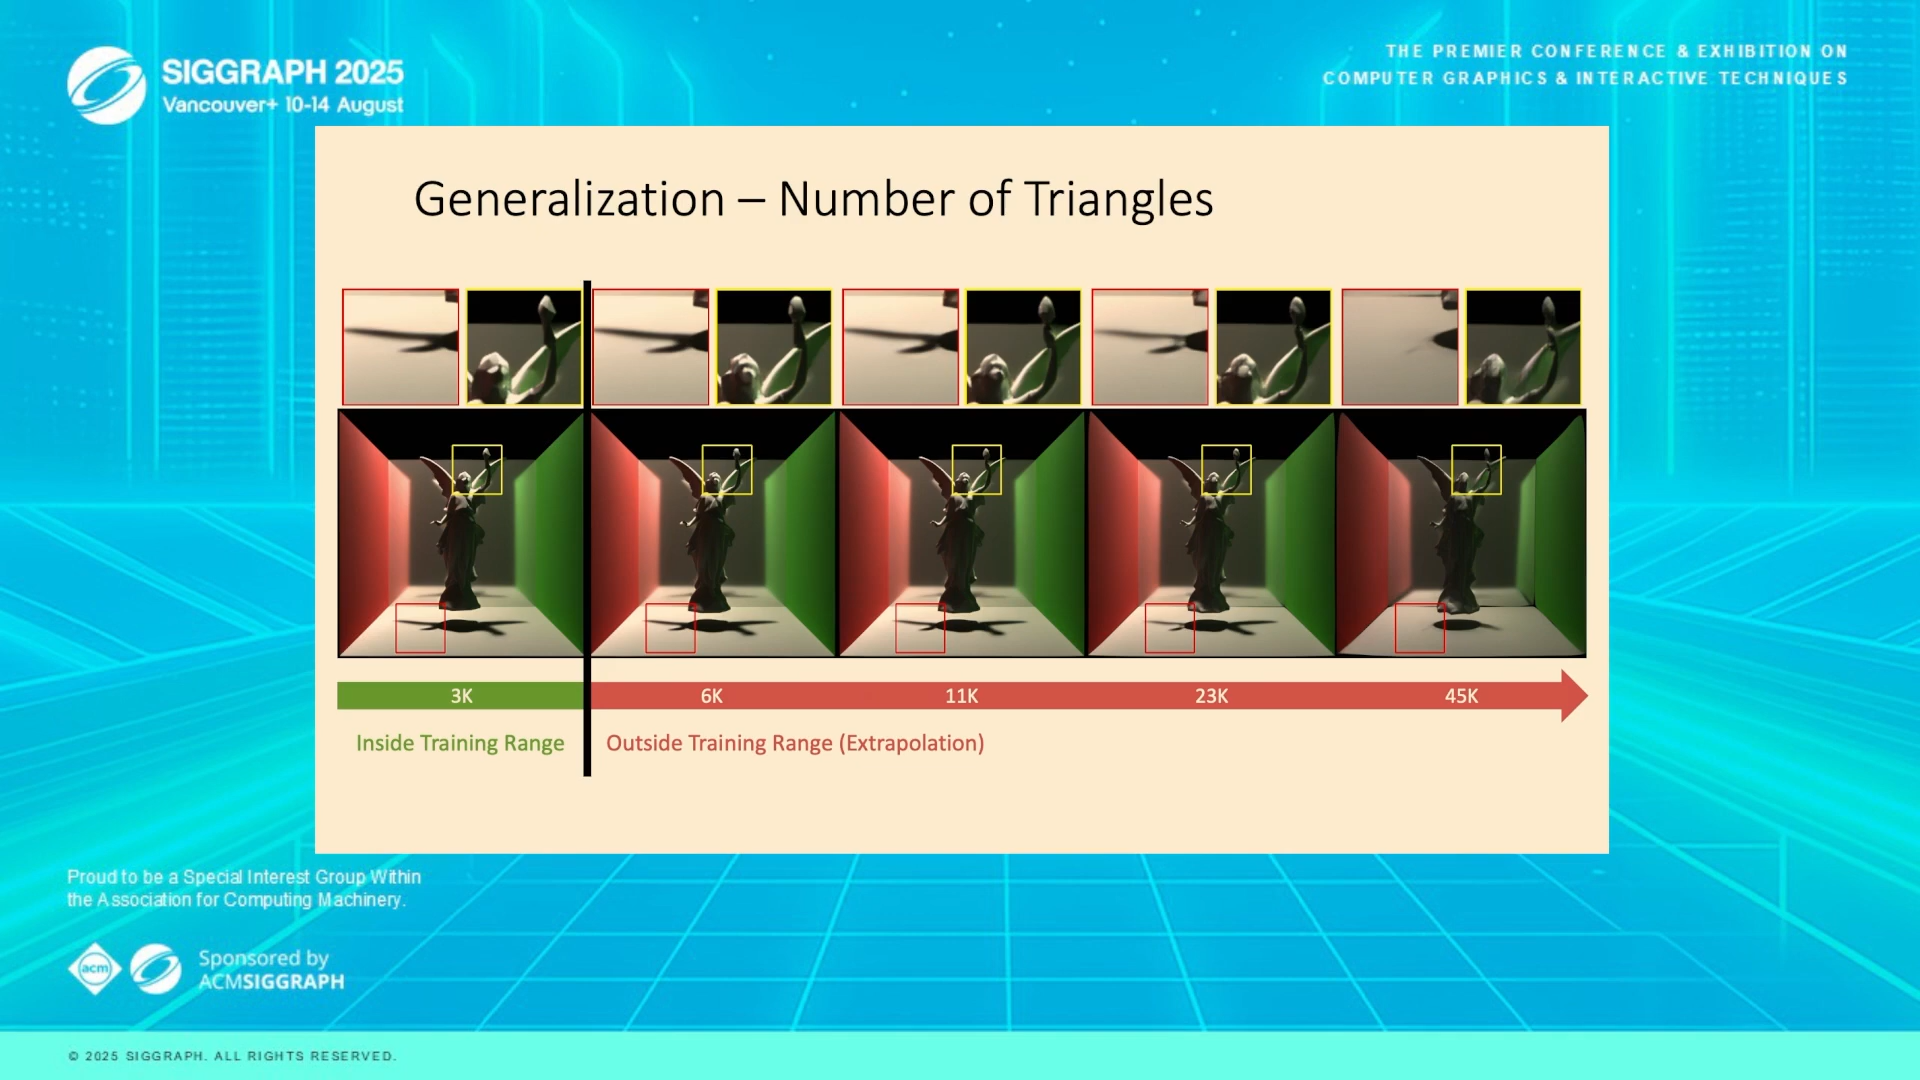 SIGGRAPH 2025
Vancouver+ 10-14 August
THE PREMIER CONFERENCE & EXHIBITION ON
COMPUTER GRAPHICS & INTERACTIVE TECHNIQUES
Generalization – Number of Triangles
3K
6K
11K
23K
45K
Inside Training Range
Outside Training Range (Extrapolation)
Proud to be a Special Interest Group Within
the Association for Computing Machinery.
acm
Sponsored by
ACMSIGGRAPH
© 2025 SIGGRAPH. ALL RIGHTS RESERVED.